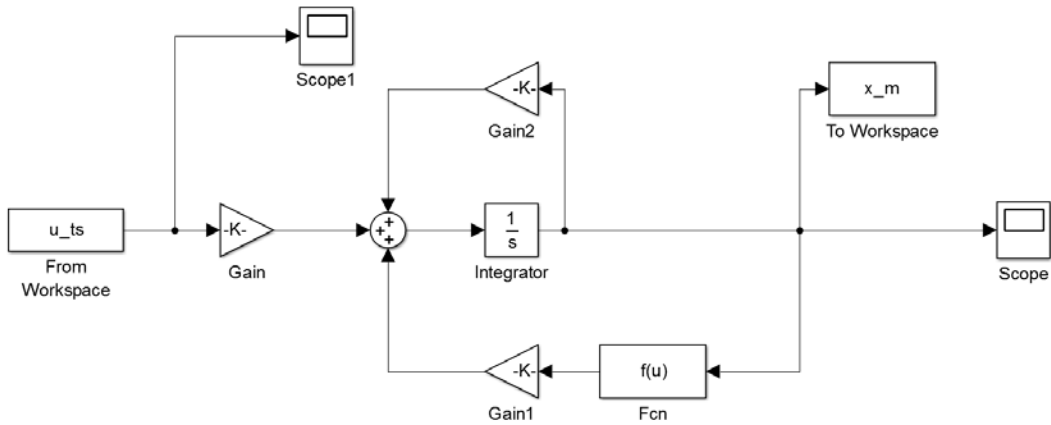 Scope1
-K-
Gain2
x_m
To Workspace
u_ts
From
Workspace
-K-
Gain
+
+
+
1
s
Integrator
Scope
-K-
Gain1
f(u)
Fcn